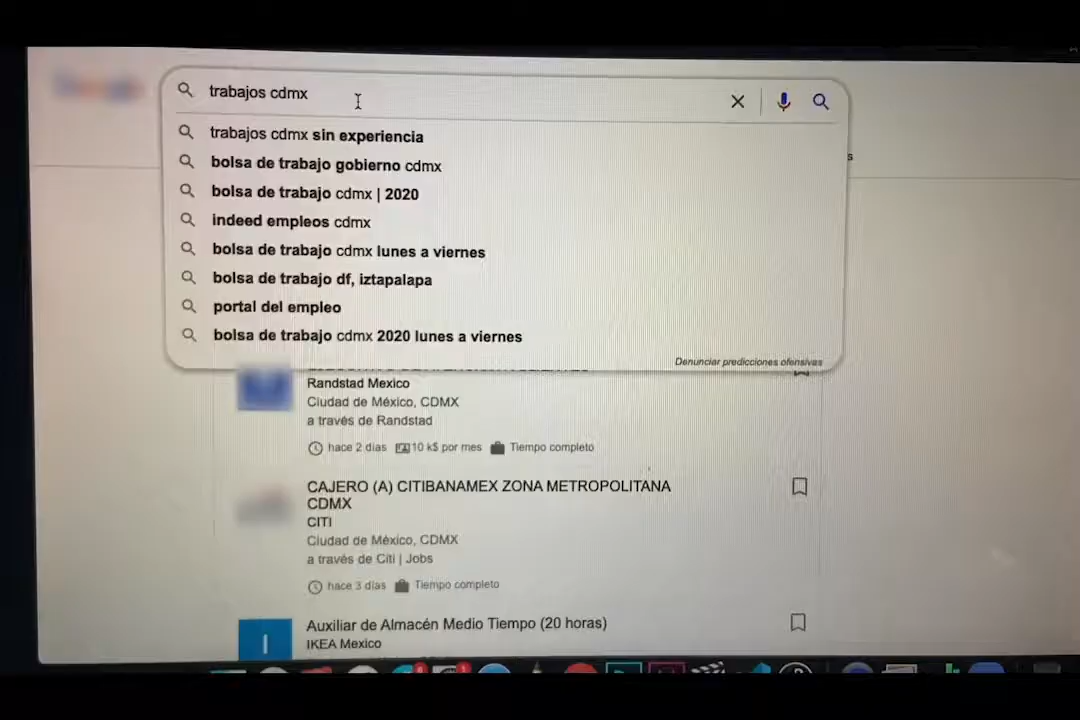 trabajos cdmx
trabajos cdmx sin experiencia
bolsa de trabajo gobierno cdmx
bolsa de trabajo cdmx | 2020
indeed empleos cdmx
bolsa de trabajo cdmx lunes a viernes
bolsa de trabajo df, iztapalapa
portal del empleo
bolsa de trabajo cdmx 2020 lunes a viernes
Denunciar predicciones ofensivas
Randstad Mexico
Ciudad de México, CDMX
a través de Randstad
hace 2 días 10 k$ por mes Tiempo completo
CAJERO (A) CITIBANAMEX ZONA METROPOLITANA
CDMX
CITI
Ciudad de México, CDMX
a través de Citi | Jobs
hace 3 días Tiempo completo
Auxiliar de Almacén Medio Tiempo (20 horas)
I IKEA Mexico